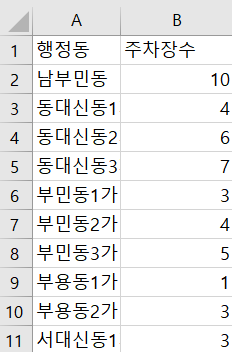 A B
1 행정동 주차장수
2 남부민동 10
3 동대신동1 4
4 동대신동2 6
5 동대신동3 7
6 부민동1가 3
7 부민동2가 4
8 부민동3가 5
9 부용동1가 1
10 부용동2가 3
11 서대신동1 3